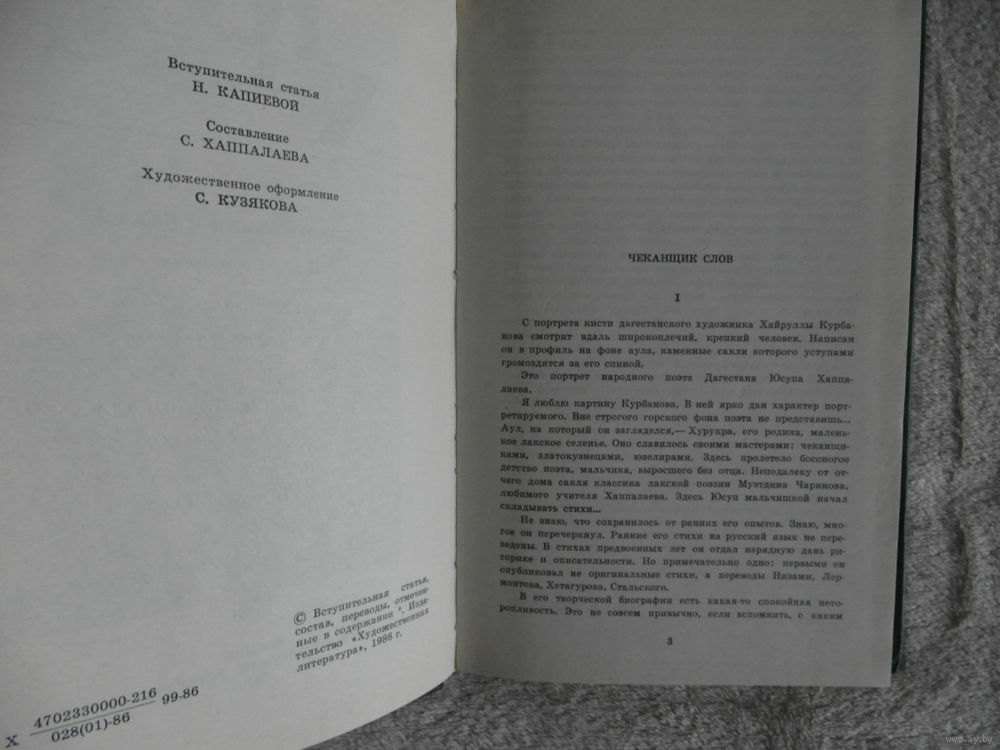 Вступительная статья
Н. КАПИЕВОЙ
Составление
С. ХАППАЛАЕВА
Художественное оформление
С. КУЗЯКОВА
© Вступительная статья,
состав, переводы, отмечен-
ные в содержании *. Изда-
тельство «Художественная
литература», 1986 г.
Х 4702330000-216 99-86
028(01)-86
ЧЕКАНЩИК СЛОВ
I
С портрета кисти дагестанского художника Хайруллы Курба-
нова смотрит вдаль широкоплечий, крепкий человек. Написан
он в профиль на фоне аула, каменные сакли которого уступами
громоздятся за его спиной.
Это портрет народного поэта Дагестана Юсупа Хаппа-
лаева.
Я люблю картину Курбанова. В ней ярко дан характер порт-
ретируемого. Вне строгого горского фона поэта не представишь...
Аул, на который он загляделся,— Хурукра, его родина, малень-
кое лакское селенье. Оно славилось своими мастерами: чеканщи-
ками, златокузнецами, ювелирами. Здесь пролетело босоногое
детство поэта, мальчика, выросшего без отца. Неподалеку от от-
чего дома сакля классика лакской поэзии Муэтдина Чаринова,
любимого учителя Хаппалаева. Здесь Юсуп мальчишкой начал
складывать стихи...
Не знаю, что сохранилось от ранних его опытов. Знаю, мно-
гое он перечеркнул. Ранние его стихи на русский язык не пере-
ведены. В стихах предвоенных лет он отдал изрядную дань ри-
торике и описательности. Но примечательно одно: первыми он
опубликовал не оригинальные стихи, а переводы Низами, Лер-
монтова, Хетагурова, Стальского.
В его творческой биографии есть какая-то спокойная нето-
ропливость. Это не совсем привычно, если вспомнить, с каким
3
www.ay.by